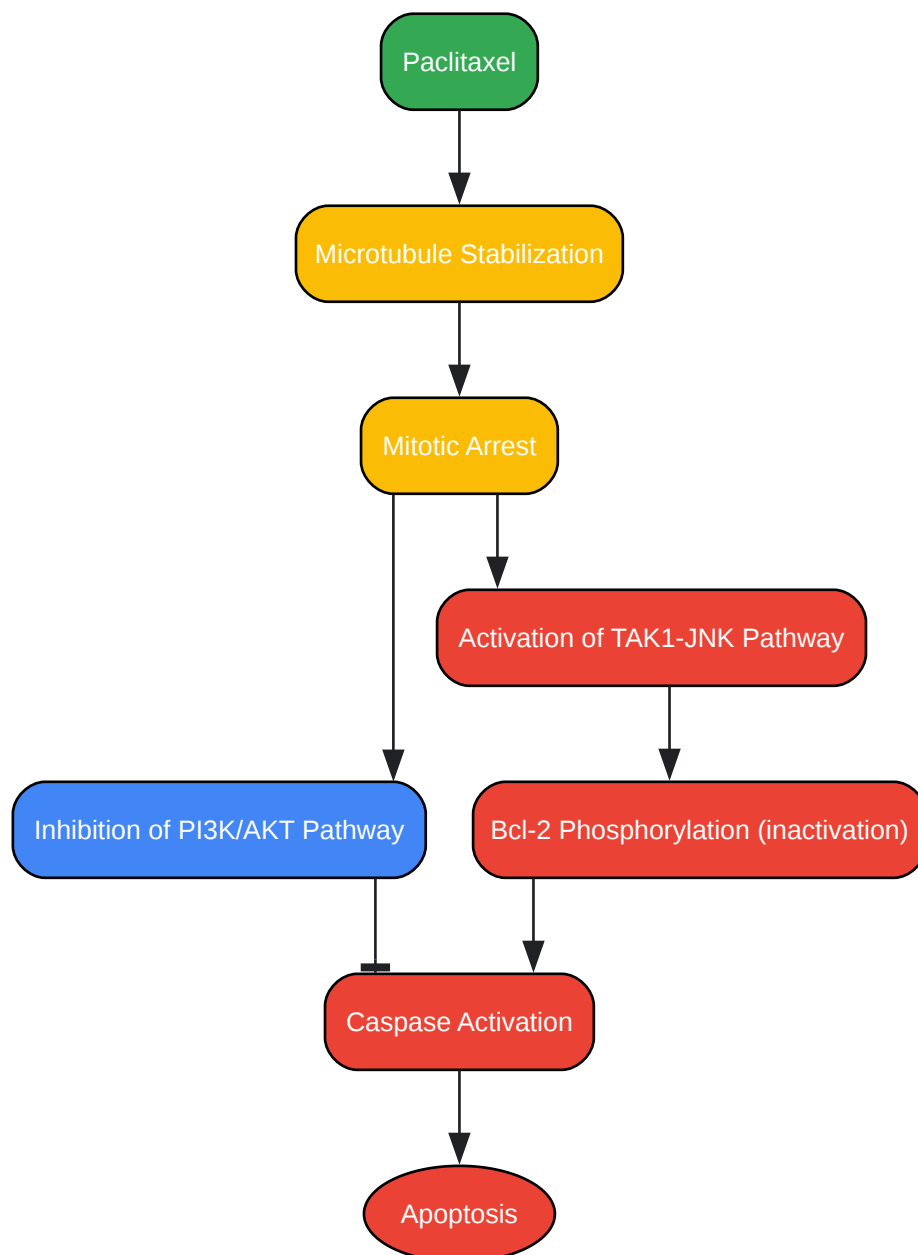 Paclitaxel
Microtubule Stabilization
Mitotic Arrest
Activation of TAK1-JNK Pathway
Inhibition of PI3K/AKT Pathway
Bcl-2 Phosphorylation (inactivation)
Caspase Activation
Apoptosis